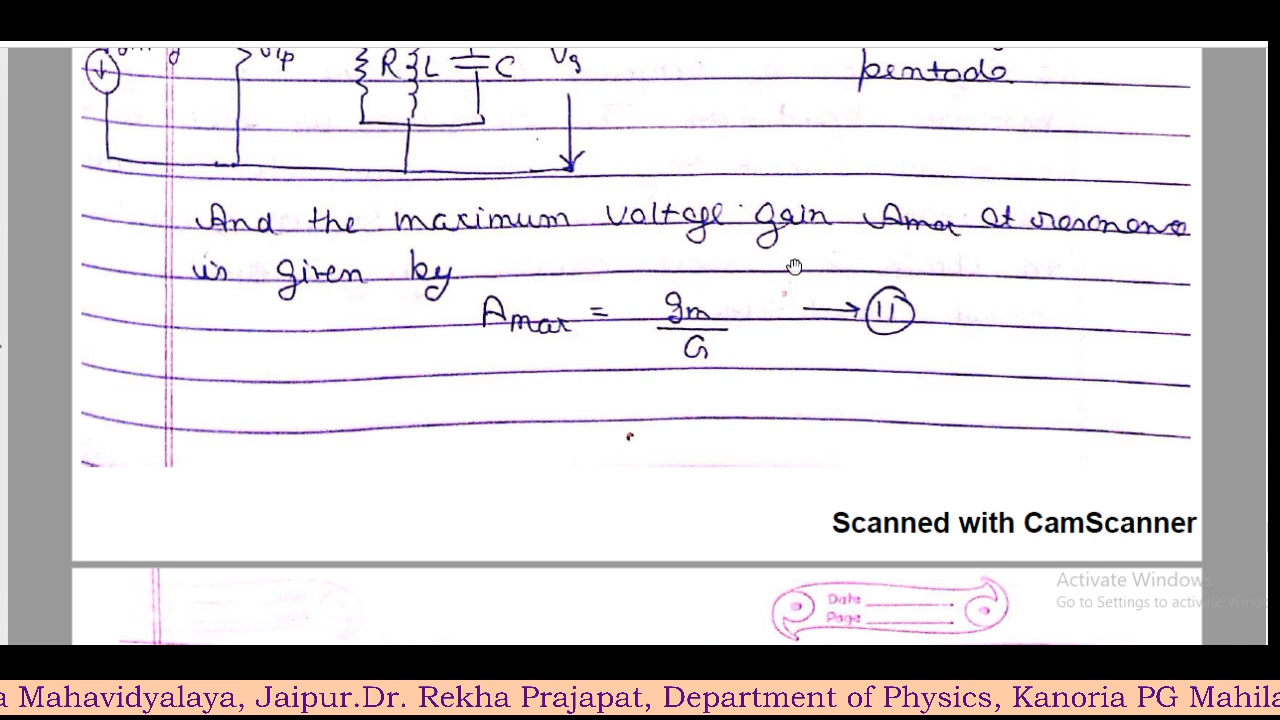 R L C Vg
pentode
And the maximum voltage gain Amax at resonance
is given by
Amax = gm / G → 11
Scanned with CamScanner
Activate Windows
Go to Settings to activate Windo
Date
Page
a Mahavidyalaya, Jaipur.Dr. Rekha Prajapat, Department of Physics, Kanoria PG Mahila